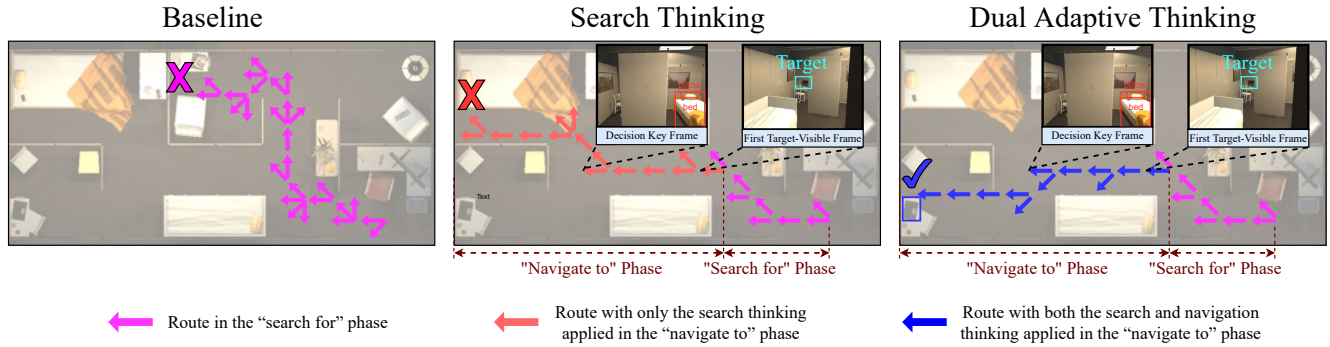 Baseline
Search Thinking
Dual Adaptive Thinking
X
X
Target
bed
Decision Key Frame
First Target-Visible Frame
Text
Target
bed
Decision Key Frame
First Target-Visible Frame
"Navigate to" Phase
"Search for" Phase
"Navigate to" Phase
"Search for" Phase
Route in the “search for” phase
Route with only the search thinking
applied in the “navigate to” phase
Route with both the search and navigation
thinking applied in the “navigate to” phase